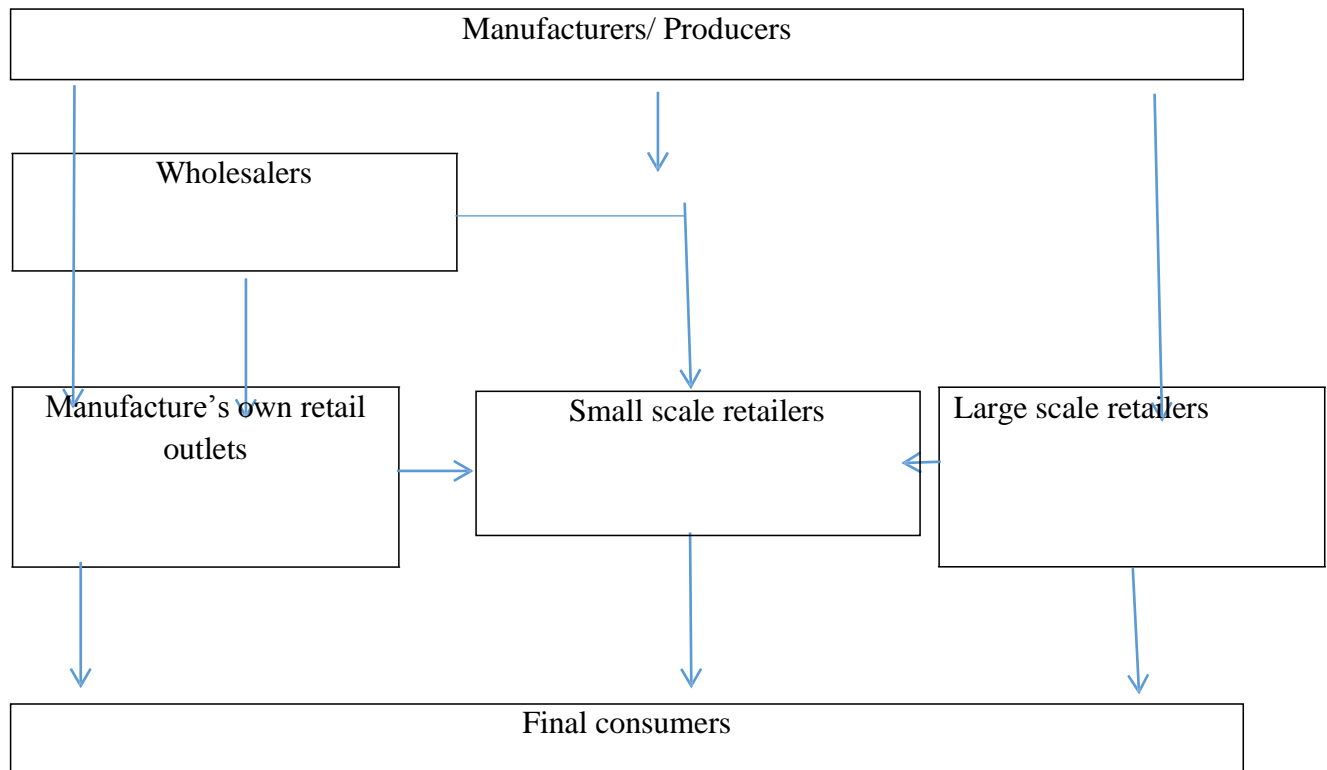 Manufacturers/ Producers
Wholesalers
Manufacture’s own retail
outlets
Small scale retailers
Large scale retailers
Final consumers